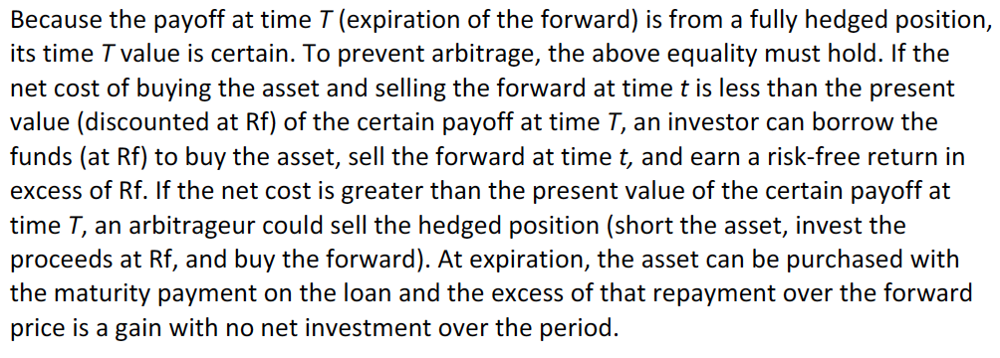 Because the payoff at time T (expiration of the forward) is from a fully hedged position,
its time T value is certain. To prevent arbitrage, the above equality must hold. If the
net cost of buying the asset and selling the forward at time t is less than the present
value (discounted at Rf) of the certain payoff at time T, an investor can borrow the
funds (at Rf) to buy the asset, sell the forward at time t, and earn a risk-free return in
excess of Rf. If the net cost is greater than the present value of the certain payoff at
time T, an arbitrageur could sell the hedged position (short the asset, invest the
proceeds at Rf, and buy the forward). At expiration, the asset can be purchased with
the maturity payment on the loan and the excess of that repayment over the forward
price is a gain with no net investment over the period.